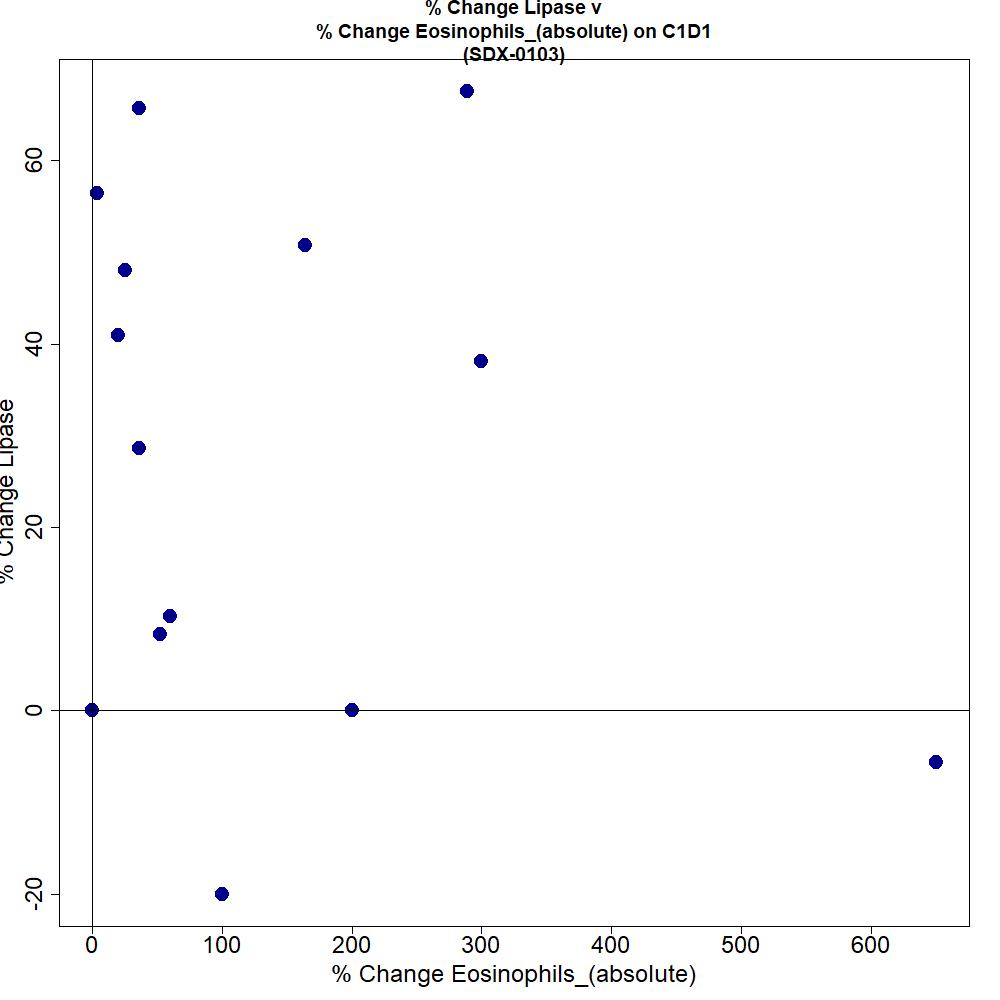 % Change Lipase v
% Change Eosinophils_(absolute) on C1D1
(SDX-0103)
% Change Lipase
60
40
20
0
-20
0
100
200
300
400
500
600
% Change Eosinophils_(absolute)